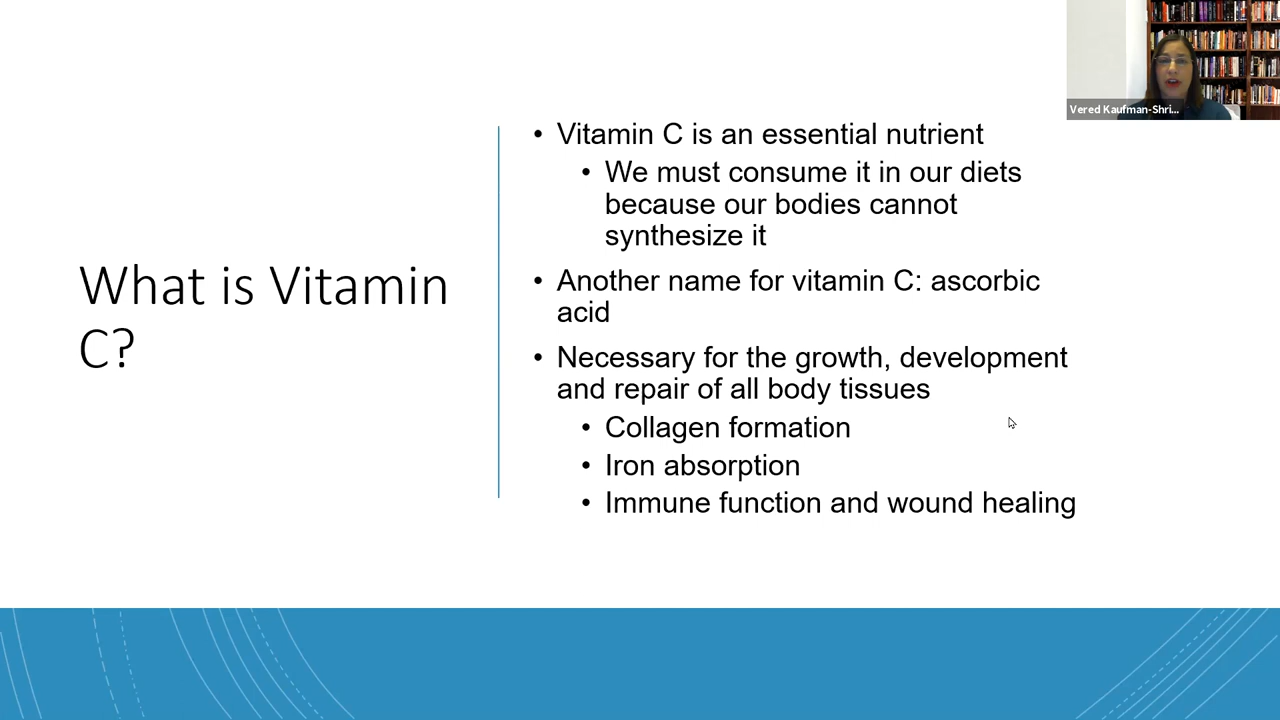 Vered Kaufman-Shri...
What is Vitamin
C?
• Vitamin C is an essential nutrient
• We must consume it in our diets
because our bodies cannot
synthesize it
• Another name for vitamin C: ascorbic
acid
• Necessary for the growth, development
and repair of all body tissues
• Collagen formation
• Iron absorption
• Immune function and wound healing